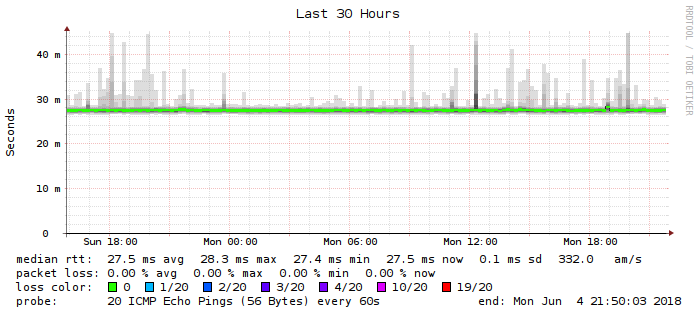 Last 30 Hours
RRDTOOL / TOBI OETIKER
Seconds
40 m
30 m
20 m
10 m
0
Sun 18:00 Mon 00:00 Mon 06:00 Mon 12:00 Mon 18:00
median rtt: 27.5 ms avg 28.3 ms max 27.4 ms min 27.5 ms now 0.1 ms sd 332.0 am/s
packet loss: 0.00 % avg 0.00 % max 0.00 % min 0.00 % now
loss color: 0 1/20 2/20 3/20 4/20 10/20 19/20
probe: 20 ICMP Echo Pings (56 Bytes) every 60s end: Mon Jun 4 21:50:03 2018